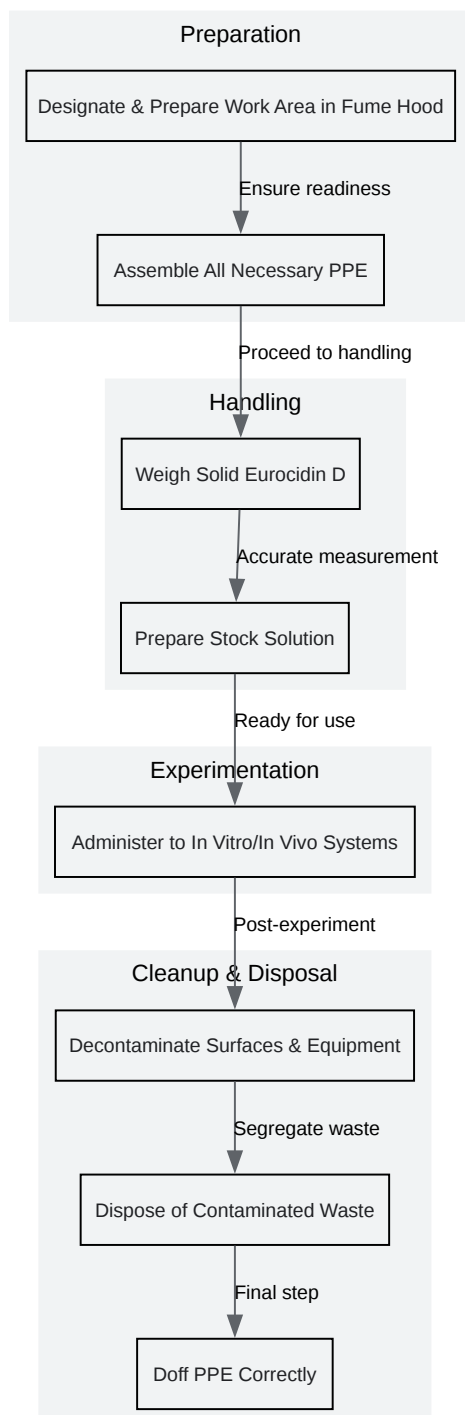 Preparation
Designate & Prepare Work Area in Fume Hood
Ensure readiness
Assemble All Necessary PPE
Proceed to handling
Handling
Weigh Solid Eurocidin D
Accurate measurement
Prepare Stock Solution
Ready for use
Experimentation
Administer to In Vitro/In Vivo Systems
Post-experiment
Cleanup & Disposal
Decontaminate Surfaces & Equipment
Segregate waste
Dispose of Contaminated Waste
Final step
Doff PPE Correctly